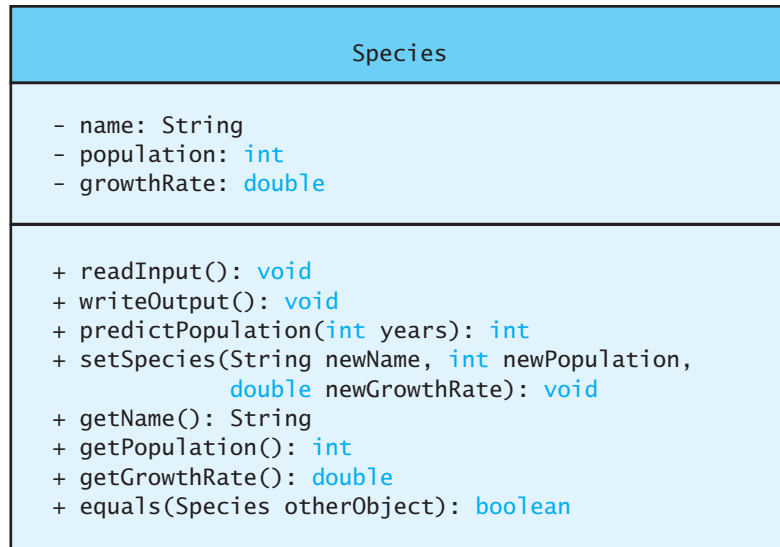 Species
- name: String
- population: int
- growthRate: double
+ readInput(): void
+ writeOutput(): void
+ predictPopulation(int years): int
+ setSpecies(String newName, int newPopulation,
double newGrowthRate): void
+ getName(): String
+ getPopulation(): int
+ getGrowthRate(): double
+ equals(Species otherObject): boolean